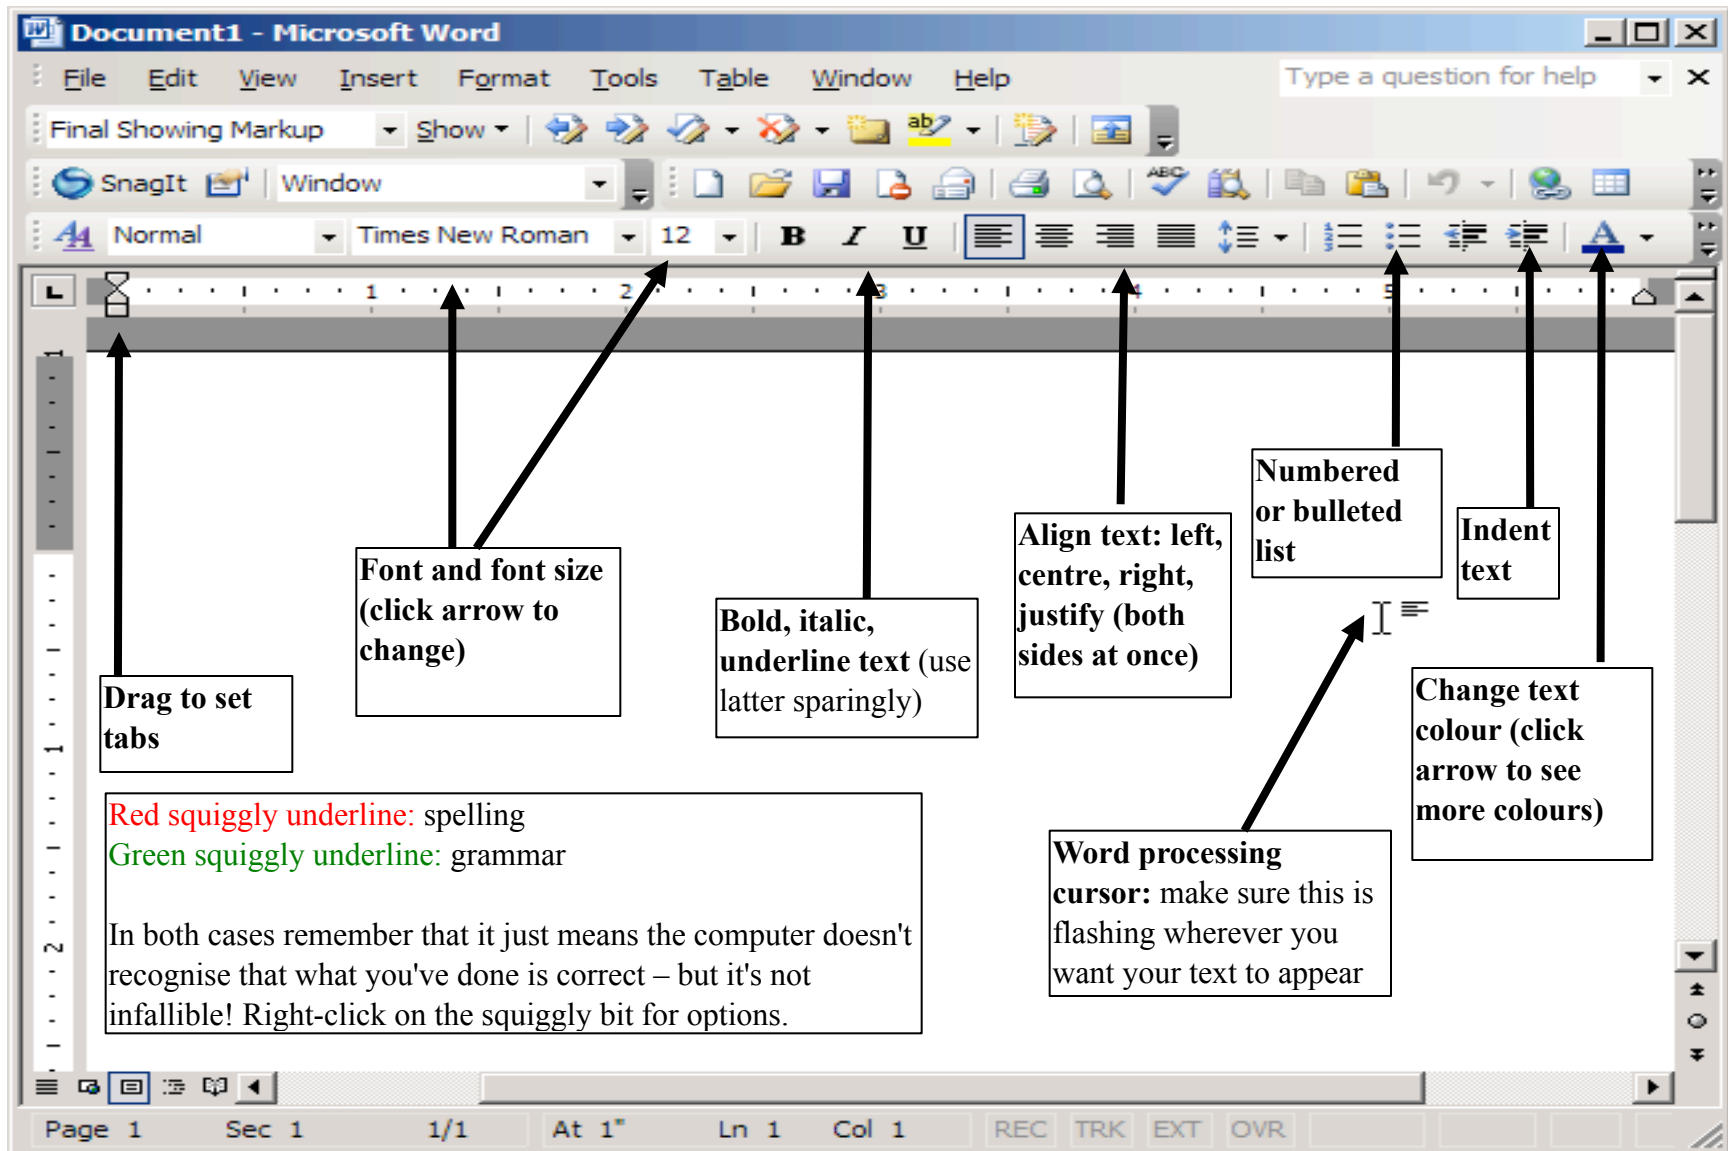 Document1 - Microsoft Word
File Edit View Insert Format Tools Table Window Help Type a question for help
Final Showing Markup Show
SnagIt Window
Normal Times New Roman 12 B I U
1 2 3 4 5
Numbered
or bulleted
list
Indent
text
Align text: left,
centre, right,
justify (both
sides at once)
Font and font size
(click arrow to
change)
Bold, italic,
underline text (use
latter sparingly)
Drag to set
tabs
Change text
colour (click
arrow to see
more colours)
Red squiggly underline: spelling
Green squiggly underline: grammar
In both cases remember that it just means the computer doesn't
recognise that what you've done is correct – but it's not
infallible! Right-click on the squiggly bit for options.
Word processing
cursor: make sure this is
flashing wherever you
want your text to appear
1
2
Page 1 Sec 1 1/1 At 1" Ln 1 Col 1 REC TRK EXT OVR